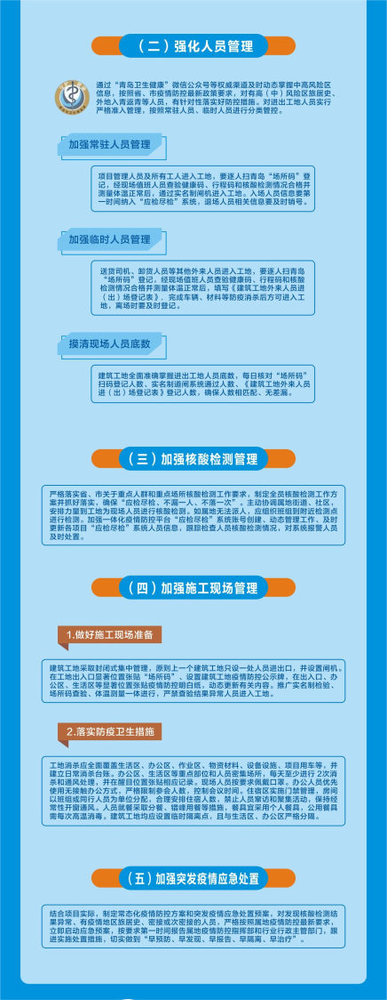 （二）强化人员管理
通过“青岛卫生健康”微信公众号等权威渠道及时动态掌握中高风险区
信息，按照省、市疫情防控最新政策要求，对有高（中）风险区旅居史、
外地入青返青等人员，有针对性落实好防控措施。对进出工地人员实行
严格准入管理，按照常驻人员、临时人员进行分类管控。
加强常驻人员管理
项目管理人员及所有工人进入工地，要逐人扫青岛“场所码”登
记，经现场值班人员查验健康码、行程码和核酸检测情况合格并
测量体温正常后，通过实名制闸机进入工地。入场人员信息要第
一时间纳入“应检尽检”系统，退场人员相关信息要及时销号。
加强临时人员管理
送货司机、卸货人员等其他外来人员进入工地，要逐人扫青岛
“场所码”登记，经现场值班人员查验健康码、行程码和核酸
检测情况合格并测量体温正常后，填写《建筑工地外来人员进
（出）场登记表》，完成车辆、材料等防疫消杀后方可进入工
地，离场时要及时登记。
摸清现场人员底数
建筑工地全面准确掌握进出工地人员底数，每日核对“场所码”
扫码登记人数、实名制道闸系统通过人数、《建筑工地外来人员
进（出）场登记表》登记人数，确保人数相匹配、无差漏。
（三）加强核酸检测管理
严格落实省、市关于重点人群和重点场所核酸检测工作要求，制定全员核酸检测工作方
案并抓好落实，确保“应检尽检、不漏一人、不落一次”。主动协调属地街道、社区，
安排力量到工地为现场人员进行核酸检测。如属地无法派人，应组织班组到附近检测点
进行检测。加强一体化疫情防控平台“应检尽检”系统账号创建、动态管理工作、及时
更新各项目“应检尽检”系统人员信息，跟踪检查人员核酸检测情况，对系统报警人员
及时处置。
（四）加强施工现场管理
1.做好施工现场准备
建筑工地采取封闭式集中管理，原则上一个建筑工地只设一处人员进出口，并设置闸机。
在工地出入口显著位置张贴“场所码”、设置建筑工地疫情防控公示牌，在出入口、办
公区、生活区等显著位置张贴疫情防控明白纸，动态更新有关内容。推广实名制检验、
场所码查验、体温测量一体进行，严禁查验结果异常人员进入工地。
2.落实防疫卫生措施
工地消杀应全面覆盖生活区、办公区、作业区、物资材料、设备设施、项目用车等，并
建立日常消杀台账。办公区、生活区等重点部位和人员密集场所，每天至少进行2次消
杀和通风处理，并在醒目位置张贴相应记录。现场人员按要求佩戴口罩。办公人员优先
使用无接触办公方式，严格限制参会人数，控制会议时间。住宿区实施门禁管理，房间
以班组或同行人员为单位分配，合理安排住宿人数，禁止人员窜访和聚集活动，保持经
常性开窗通风。人员就餐采取分餐、错峰用餐等措施，餐具宜采用个人餐具，公用餐具
需每次高温消毒。建筑工地均应设置临时隔离点，且与生活区、办公区严格分隔。
（五）加强突发疫情应急处置
结合项目实际，制定常态化疫情防控方案和突发疫情应急处置预案，对发现核酸检测结
果异常、有疫情地区旅居史、密接或次密接的人员，严格按照属地疫情防控最新要求，
立即启动应急预案，按要求第一时间报告属地疫情防控指挥部和行业行政主管部门，跟
进实施处置措施，切实做到“早预防、早发现、早报告、早隔离、早治疗”。